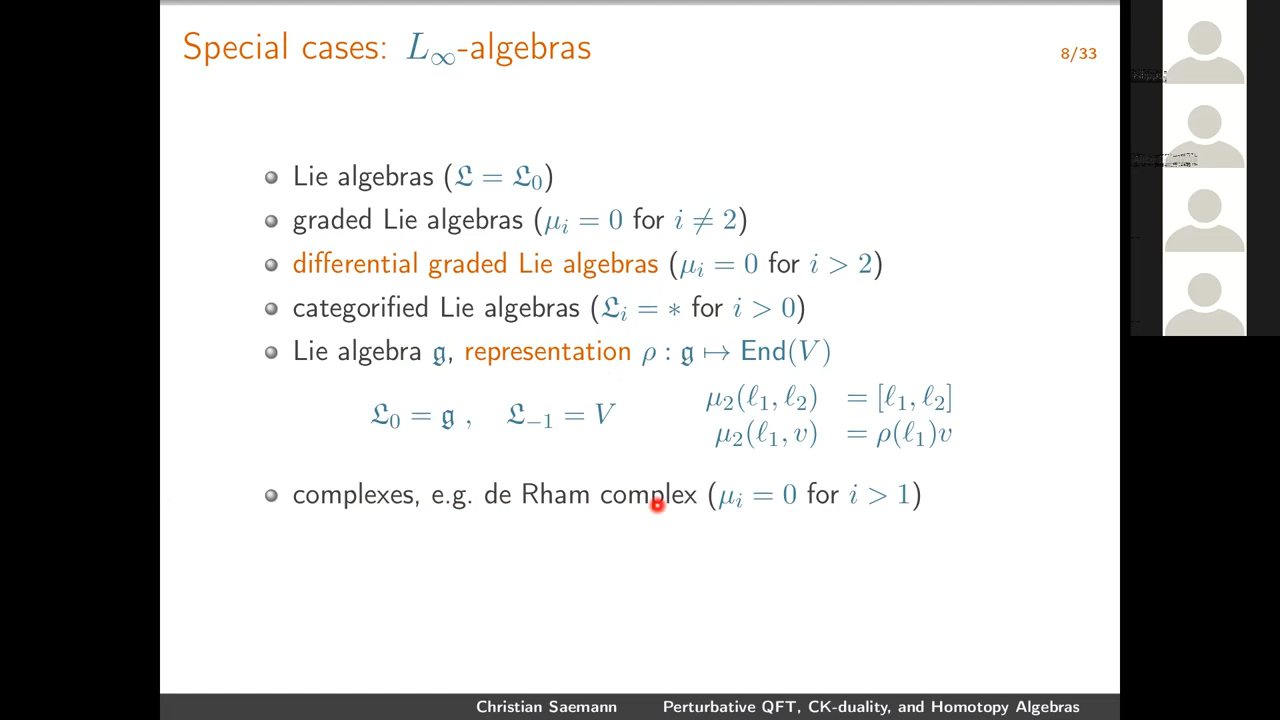 Special cases: L∞-algebras
8/33
Lie algebras (𝔏 = 𝔏₀)
graded Lie algebras (μᵢ = 0 for i ≠ 2)
differential graded Lie algebras (μᵢ = 0 for i > 2)
categorified Lie algebras (𝔏ᵢ = ∗ for i > 0)
Lie algebra 𝔤, representation ρ : 𝔤 ↦ End(V)
𝔏₀ = 𝔤 , 𝔏₋₁ = V
μ₂(ℓ₁, ℓ₂) = [ℓ₁, ℓ₂]
μ₂(ℓ₁, v) = ρ(ℓ₁)v
complexes, e.g. de Rham complex (μᵢ = 0 for i > 1)
Christian Saemann Perturbative QFT, CK-duality, and Homotopy Algebras